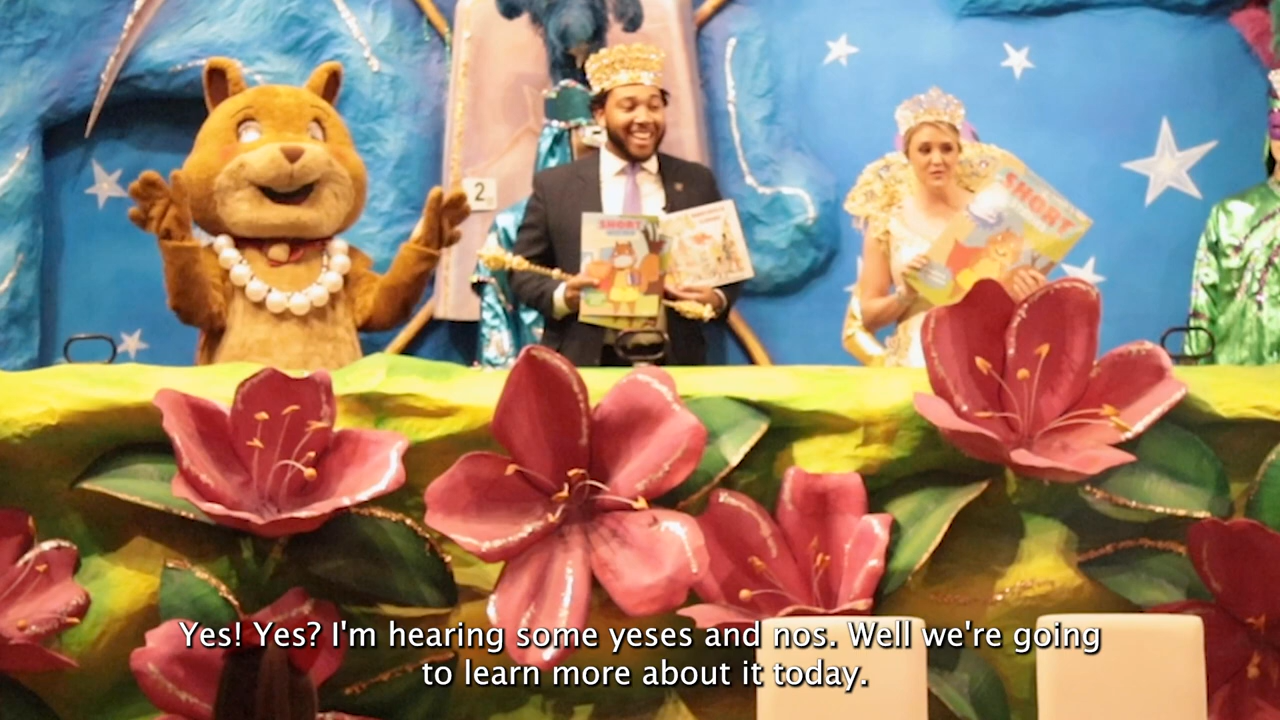 2
SHORT
SHORT
Yes! Yes? I'm hearing some yeses and nos. Well we're going
to learn more about it today.